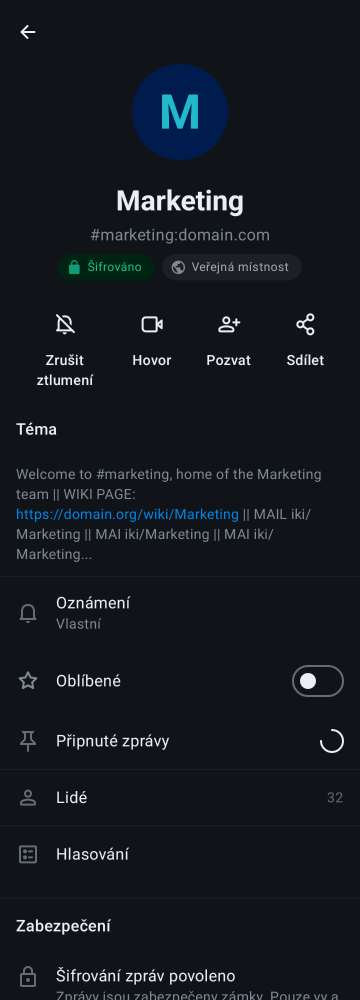 M
Marketing
#marketing:domain.com
Šifrováno
Veřejná místnost
Zrušit
ztlumení
Hovor
Pozvat
Sdílet
Téma
Welcome to #marketing, home of the Marketing
team || WIKI PAGE:
https://domain.org/wiki/Marketing || MAIL iki/
Marketing || MAI iki/Marketing || MAI iki/
Marketing...
Oznámení
Vlastní
Oblíbené
Připnuté zprávy
Lidé
32
Hlasování
Zabezpečení
Šifrování zpráv povoleno
Zprávy jsou zabezpečeny zámky. Pouze vy a